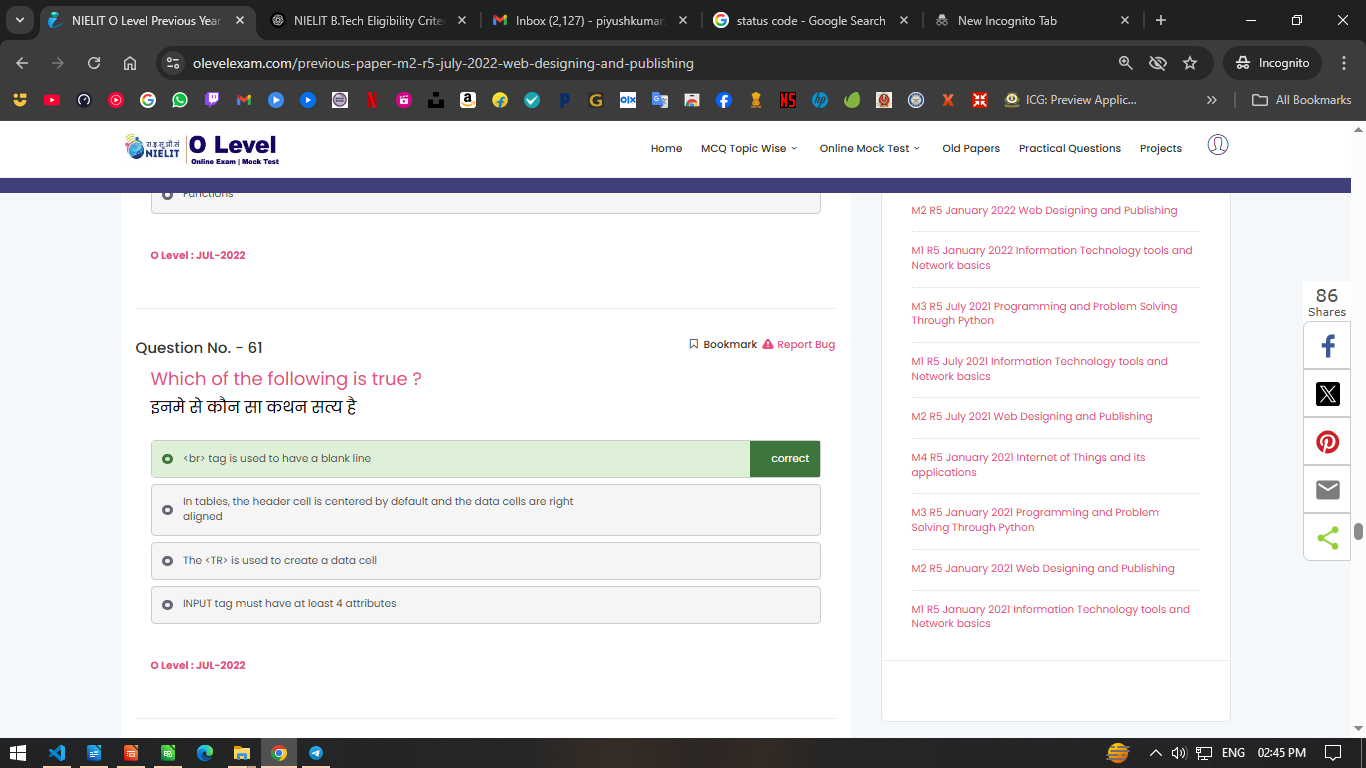 NIELIT O Level Previous Year
NIELIT B.Tech Eligibility Criter
Inbox (2,127) - piyushkumar
status code - Google Search
New Incognito Tab
olevelexam.com/previous-paper-m2-r5-july-2022-web-designing-and-publishing
Incognito
ICG: Preview Applic...
All Bookmarks
रा.इ.सू.प्रौ.सं
NIELIT
O Level
Online Exam | Mock Test
Home
MCQ Topic Wise
Online Mock Test
Old Papers
Practical Questions
Projects
Functions
O Level : JUL-2022
Question No. - 61
Bookmark
Report Bug
Which of the following is true ?
इनमे से कौन सा कथन सत्य है
<br> tag is used to have a blank line
correct
In tables, the header cell is centered by default and the data cells are right
aligned
The <TR> is used to create a data cell
INPUT tag must have at least 4 attributes
O Level : JUL-2022
M2 R5 January 2022 Web Designing and Publishing
M1 R5 January 2022 Information Technology tools and
Network basics
M3 R5 July 2021 Programming and Problem Solving
Through Python
M1 R5 July 2021 Information Technology tools and
Network basics
M2 R5 July 2021 Web Designing and Publishing
M4 R5 January 2021 Internet of Things and its
applications
M3 R5 January 2021 Programming and Problem
Solving Through Python
M2 R5 January 2021 Web Designing and Publishing
M1 R5 January 2021 Information Technology tools and
Network basics
86
Shares
ENG
02:45 PM